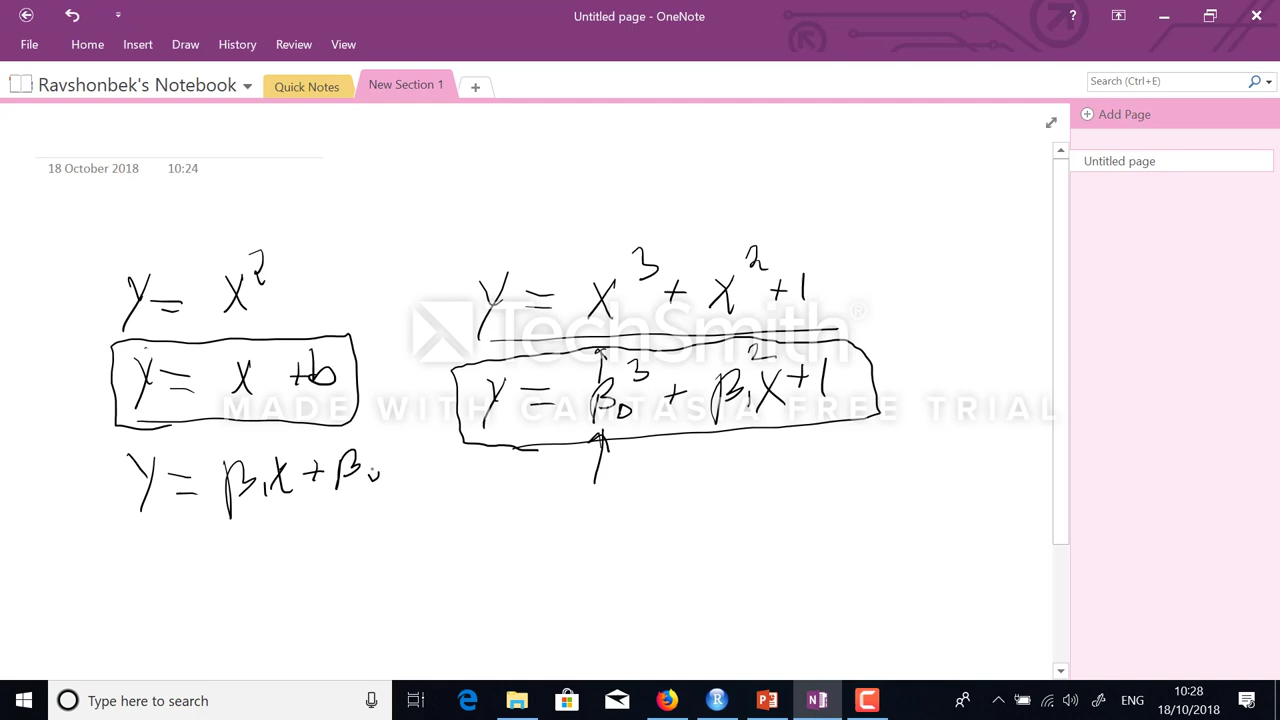 Untitled page - OneNote
?
File Home Insert Draw History Review View
Ravshonbek's Notebook Quick Notes New Section 1 +
Search (Ctrl+E)
Add Page
Untitled page
18 October 2018 10:24
Y = X²
Y = X + b
Y = β₁X + β₀
Y = X³ + X² + 1
Y = β₀³ + β₁²X + 1
TechSmith®
MADE WITH CAMTASIA FREE TRIAL
Type here to search
ENG
10:28
18/10/2018